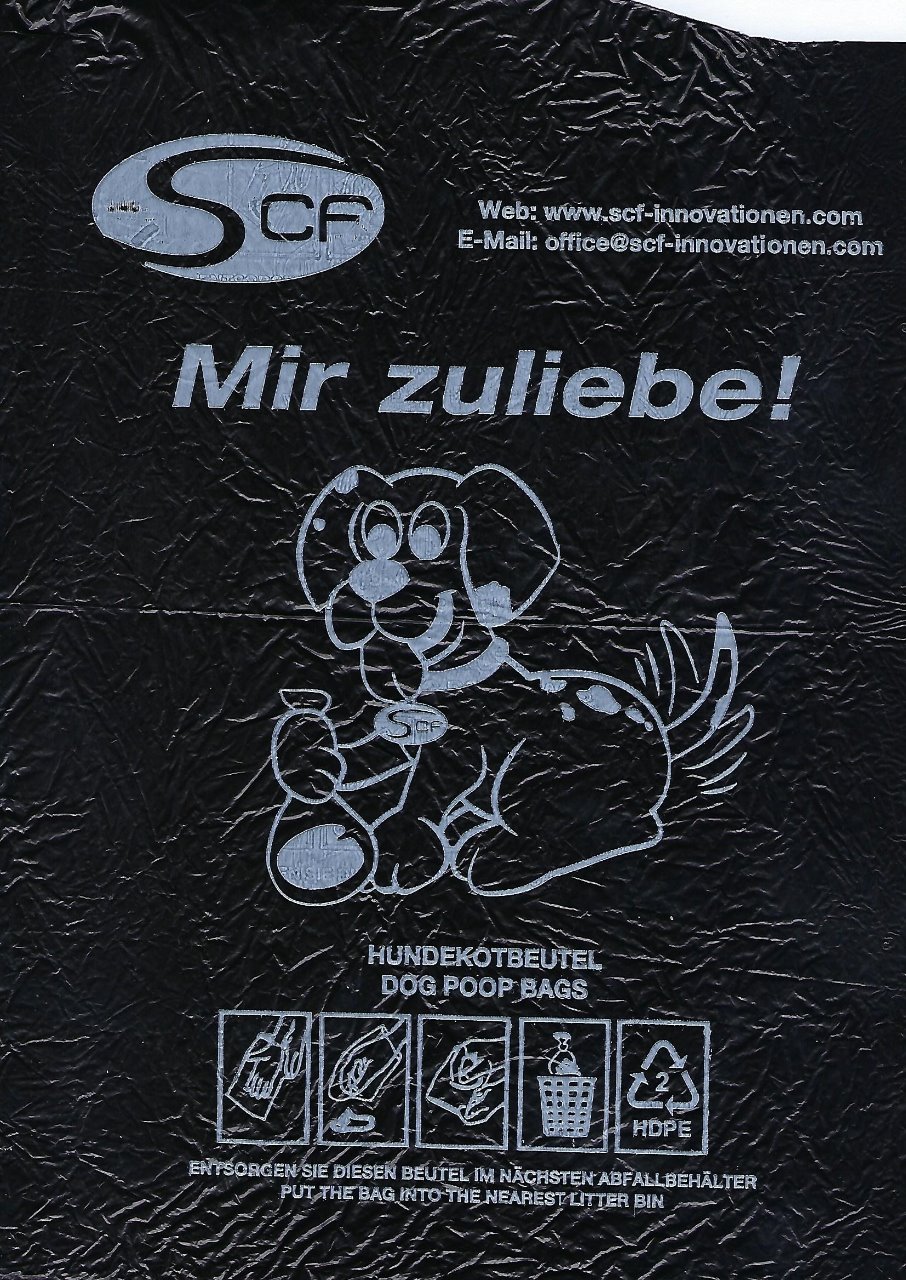 SCF
Web: www.scf-innovationen.com
E-Mail: office@scf-innovationen.com
Mir zuliebe!
SCF
HUNDEKOTBEUTEL
DOG POOP BAGS
2
HDPE
ENTSORGEN SIE DIESEN BEUTEL IM NÄCHSTEN ABFALLBEHÄLTER
PUT THE BAG INTO THE NEAREST LITTER BIN